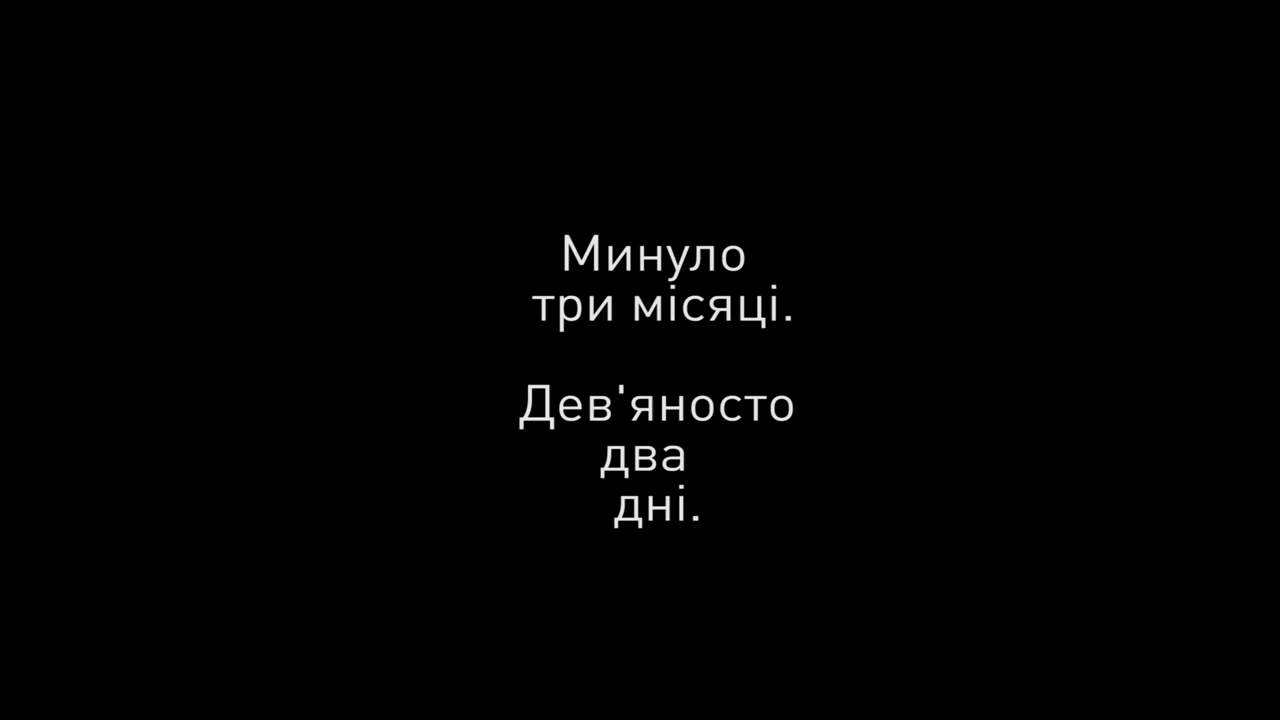 Минуло
три місяці.
Дев'яносто
два
дні.